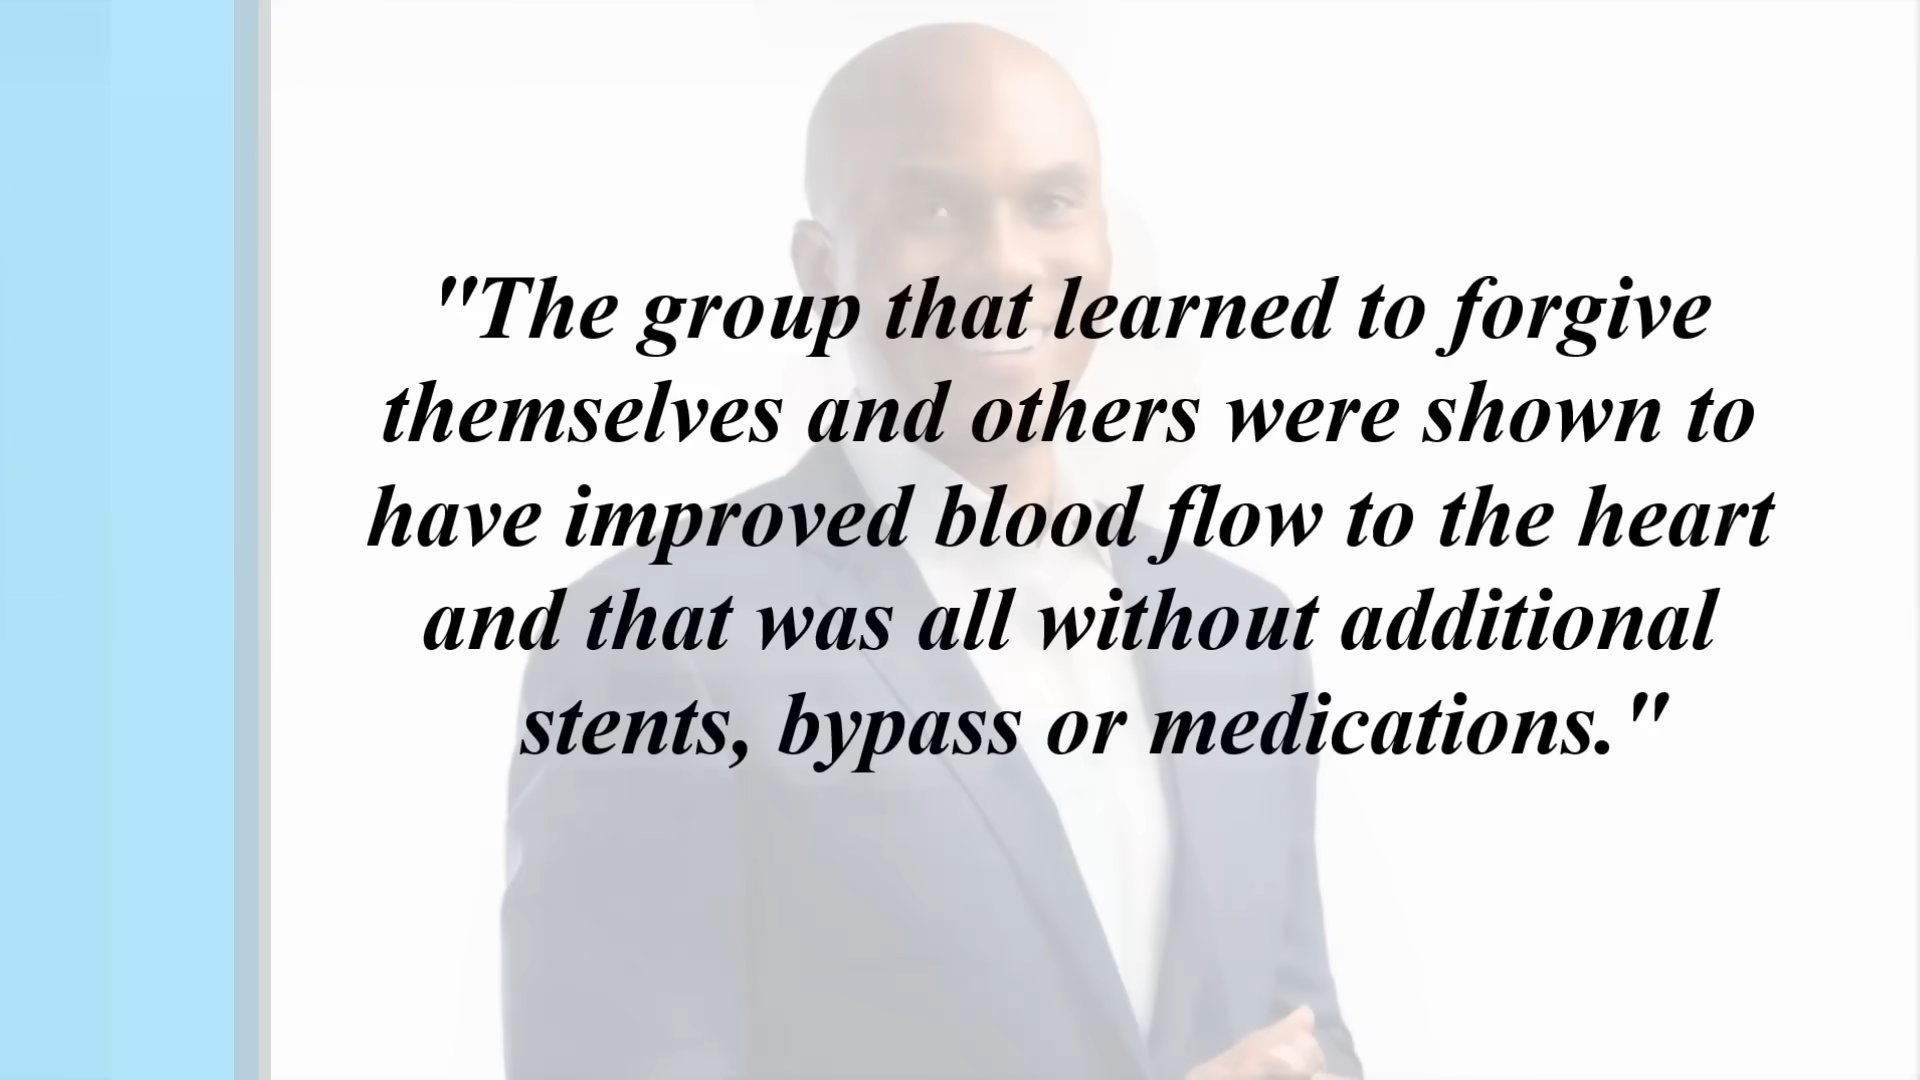 "The group that learned to forgive
themselves and others were shown to
have improved blood flow to the heart
and that was all without additional
stents, bypass or medications."